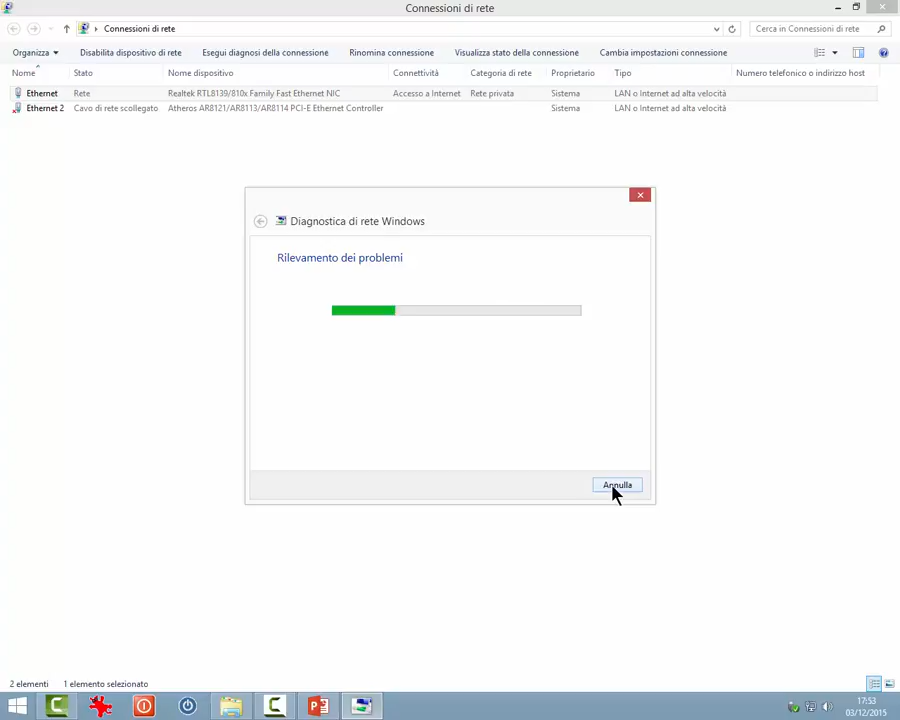 Connessioni di rete
Connessioni di rete
Cerca in Connessioni di rete
Organizza Disabilita dispositivo di rete Esegui diagnosi della connessione Rinomina connessione Visualizza stato della connessione Cambia impostazioni connessione
Nome Stato Nome dispositivo Connettività Categoria di rete Proprietario Tipo Numero telefonico o indirizzo host
Ethernet Rete Realtek RTL8139/810x Family Fast Ethernet NIC Accesso a Internet Rete privata Sistema LAN o Internet ad alta velocità
Ethernet 2 Cavo di rete scollegato Atheros AR8121/AR8113/AR8114 PCI-E Ethernet Controller Sistema LAN o Internet ad alta velocità
Diagnostica di rete Windows
Rilevamento dei problemi
Annulla
2 elementi 1 elemento selezionato
17:53
03/12/2015